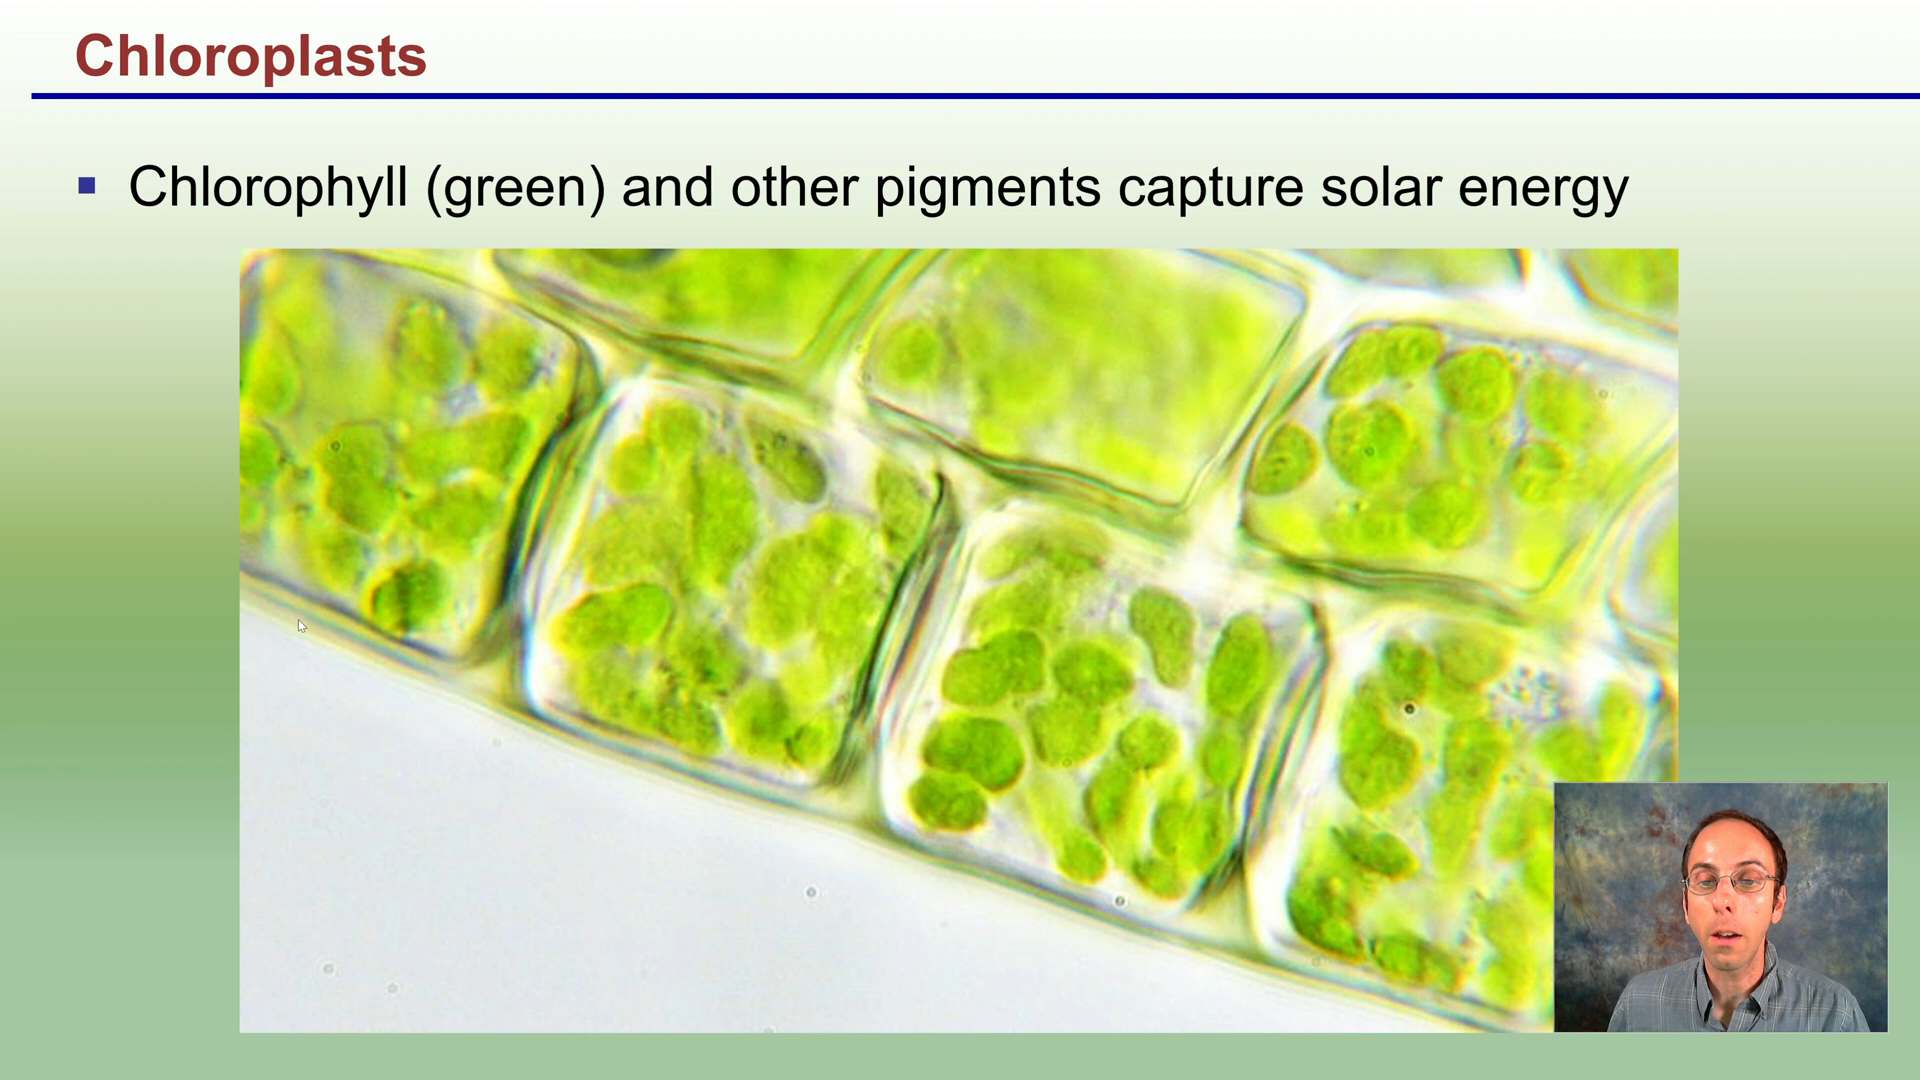 Chloroplasts
▪ Chlorophyll (green) and other pigments capture solar energy